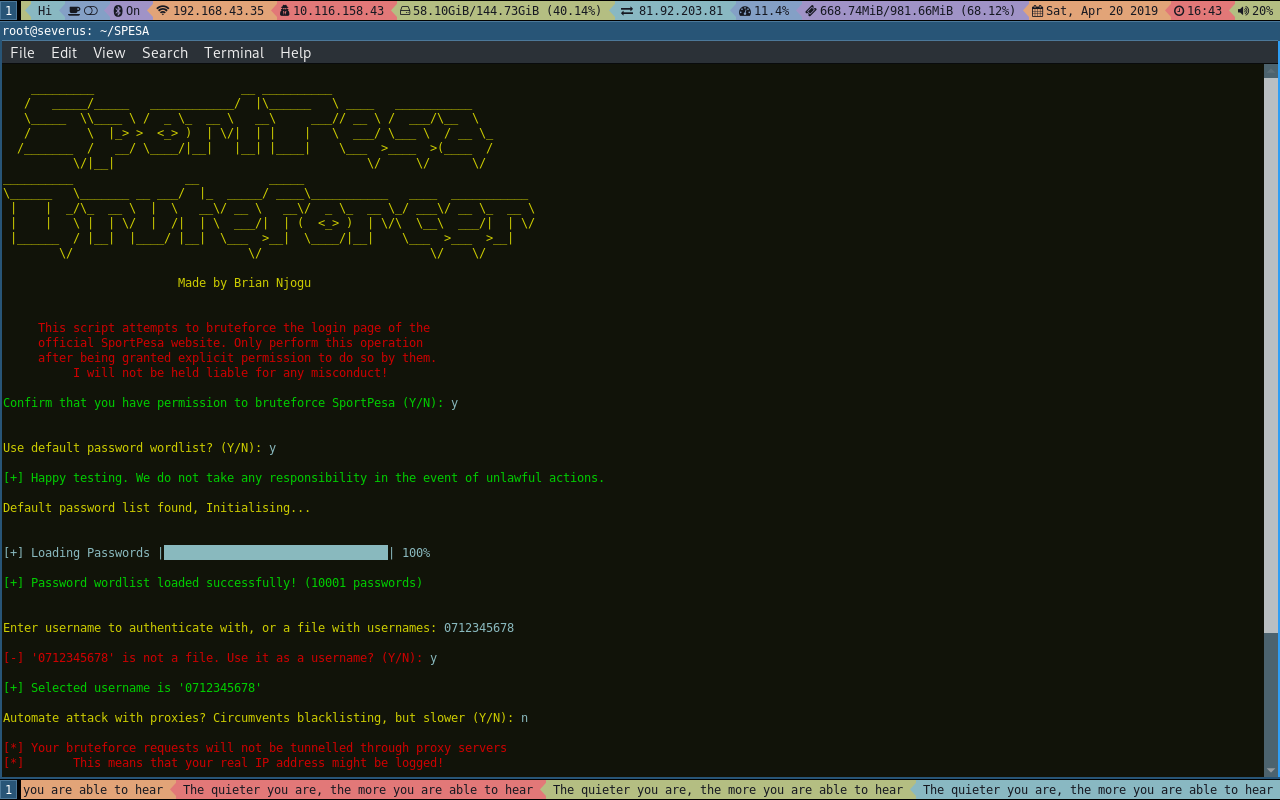 1 Hi On 192.168.43.35 10.116.158.43 58.10GiB/144.73GiB (40.14%) 81.92.203.81 11.4% 668.74MiB/981.66MiB (68.12%) Sat, Apr 20 2019 16:43 20%
root@severus: ~/SPESA
File Edit View Search Terminal Help
SportPesa
Bruteforcer
Made by Brian Njogu
This script attempts to bruteforce the login page of the
official SportPesa website. Only perform this operation
after being granted explicit permission to do so by them.
I will not be held liable for any misconduct!
Confirm that you have permission to bruteforce SportPesa (Y/N): y
Use default password wordlist? (Y/N): y
[+] Happy testing. We do not take any responsibility in the event of unlawful actions.
Default password list found, Initialising...
[+] Loading Passwords |                                | 100%
[+] Password wordlist loaded successfully! (10001 passwords)
Enter username to authenticate with, or a file with usernames: 0712345678
[-] '0712345678' is not a file. Use it as a username? (Y/N): y
[+] Selected username is '0712345678'
Automate attack with proxies? Circumvents blacklisting, but slower (Y/N): n
[*] Your bruteforce requests will not be tunnelled through proxy servers
[*] This means that your real IP address might be logged!
1 you are able to hear The quieter you are, the more you are able to hear The quieter you are, the more you are able to hear The quieter you are, the more you are able to hear